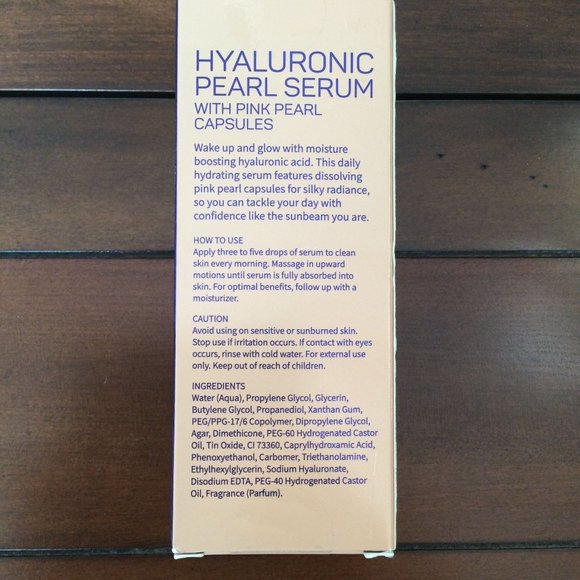 HYALURONIC
PEARL SERUM
WITH PINK PEARL
CAPSULES
Wake up and glow with moisture
boosting hyaluronic acid. This daily
hydrating serum features dissolving
pink pearl capsules for silky radiance,
so you can tackle your day with
confidence like the sunbeam you are.
HOW TO USE
Apply three to five drops of serum to clean
skin every morning. Massage in upward
motions until serum is fully absorbed into
skin. For optimal benefits, follow up with a
moisturizer.
CAUTION
Avoid using on sensitive or sunburned skin.
Stop use if irritation occurs. If contact with eyes
occurs, rinse with cold water. For external use
only. Keep out of reach of children.
INGREDIENTS
Water (Aqua), Propylene Glycol, Glycerin,
Butylene Glycol, Propanediol, Xanthan Gum,
PEG/PPG-17/6 Copolymer, Dipropylene Glycol,
Agar, Dimethicone, PEG-60 Hydrogenated Castor
Oil, Tin Oxide, CI 73360, Caprylhydroxamic Acid,
Phenoxyethanol, Carbomer, Triethanolamine,
Ethylhexylglycerin, Sodium Hyaluronate,
Disodium EDTA, PEG-40 Hydrogenated Castor
Oil, Fragrance (Parfum).